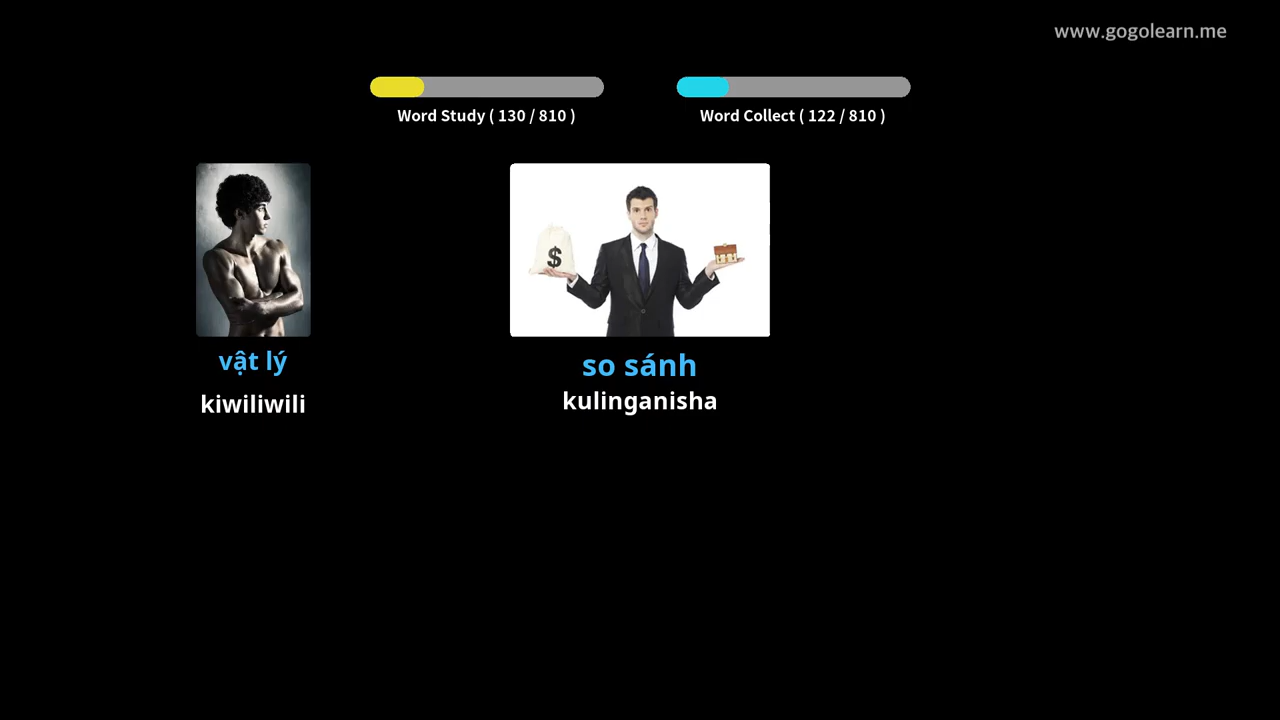 www.gogolearn.me
Word Study ( 130 / 810 )
Word Collect ( 122 / 810 )
$
vật lý
kiwiliwili
so sánh
kulinganisha